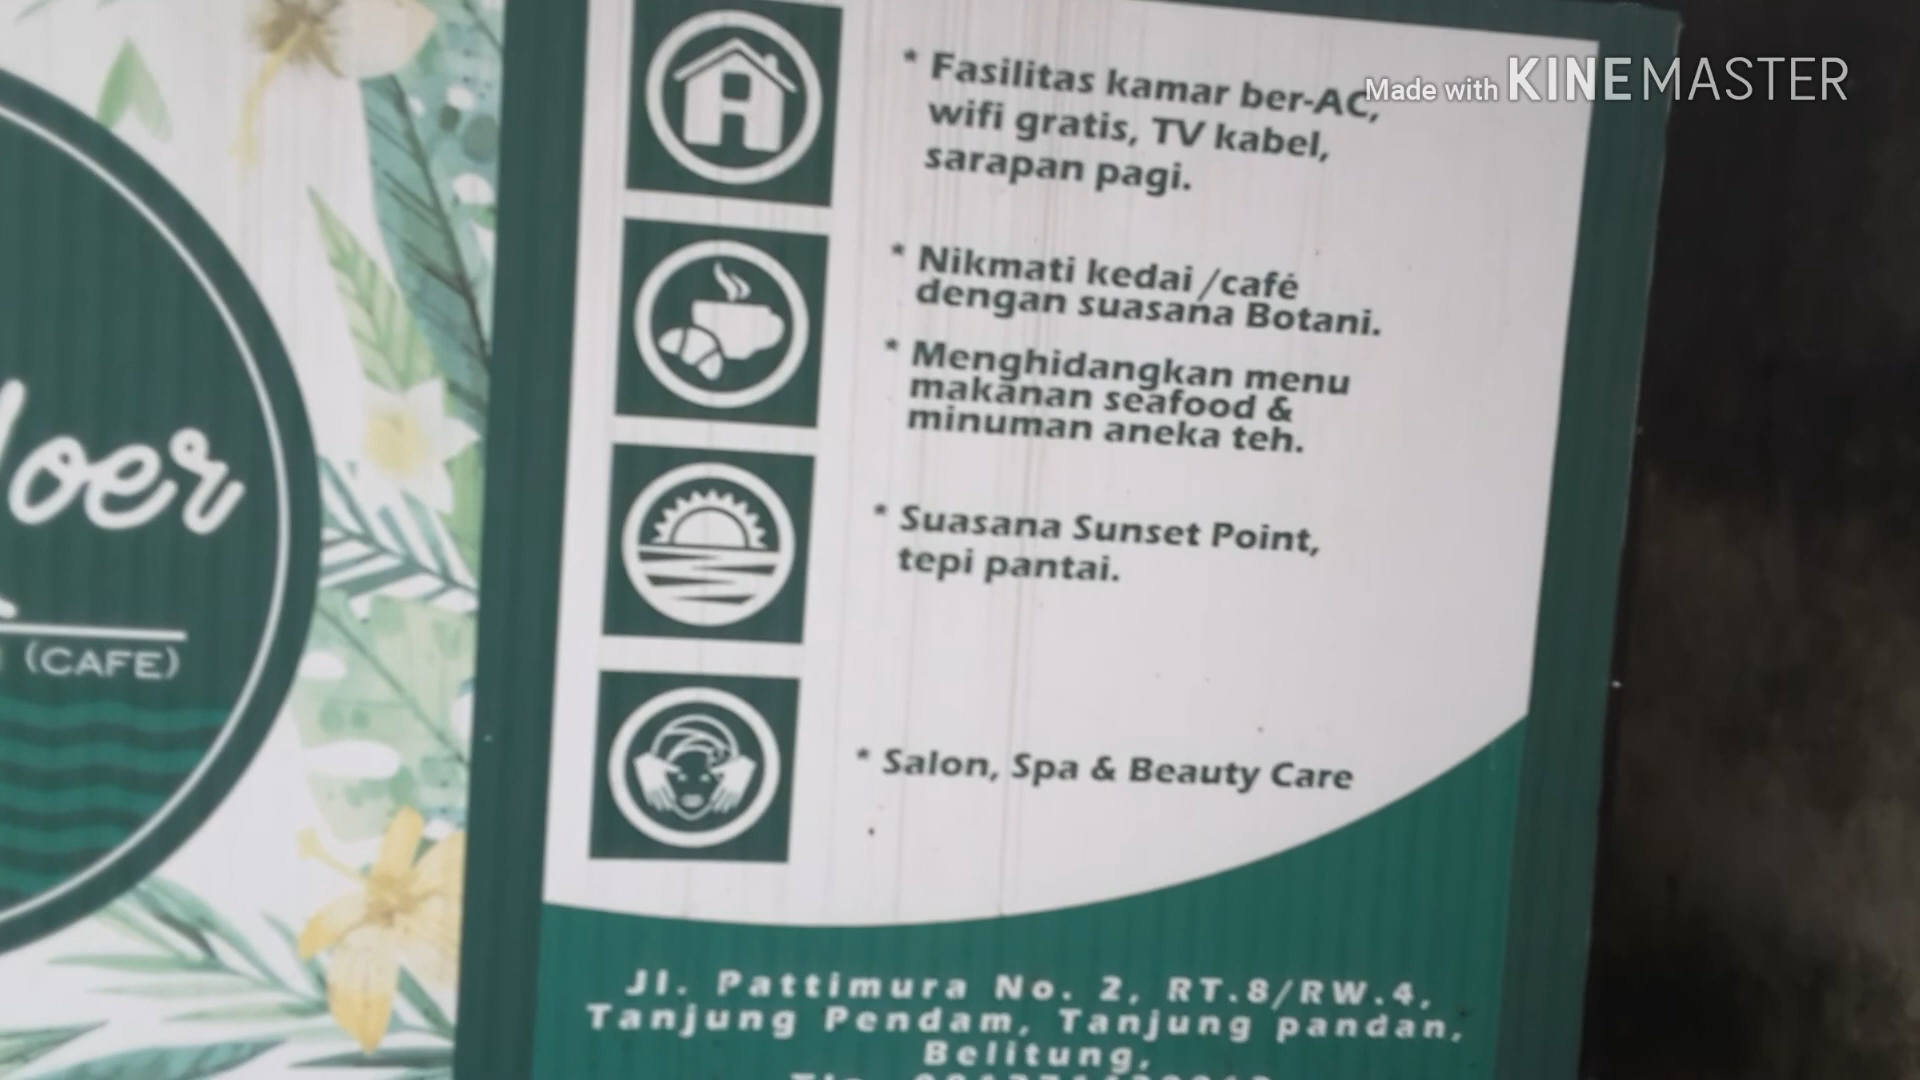 * Fasilitas kamar ber-AC,
wifi gratis, TV kabel,
sarapan pagi.
* Nikmati kedai /café
dengan suasana Botani.
* Menghidangkan menu
makanan seafood &
minuman aneka teh.
* Suasana Sunset Point,
tepi pantai.
* Salon, Spa & Beauty Care
Jl. Pattimura No. 2, RT.8/RW.4,
Tanjung Pendam, Tanjung pandan,
Belitung,
loer
(CAFE)
Made with KINEMASTER